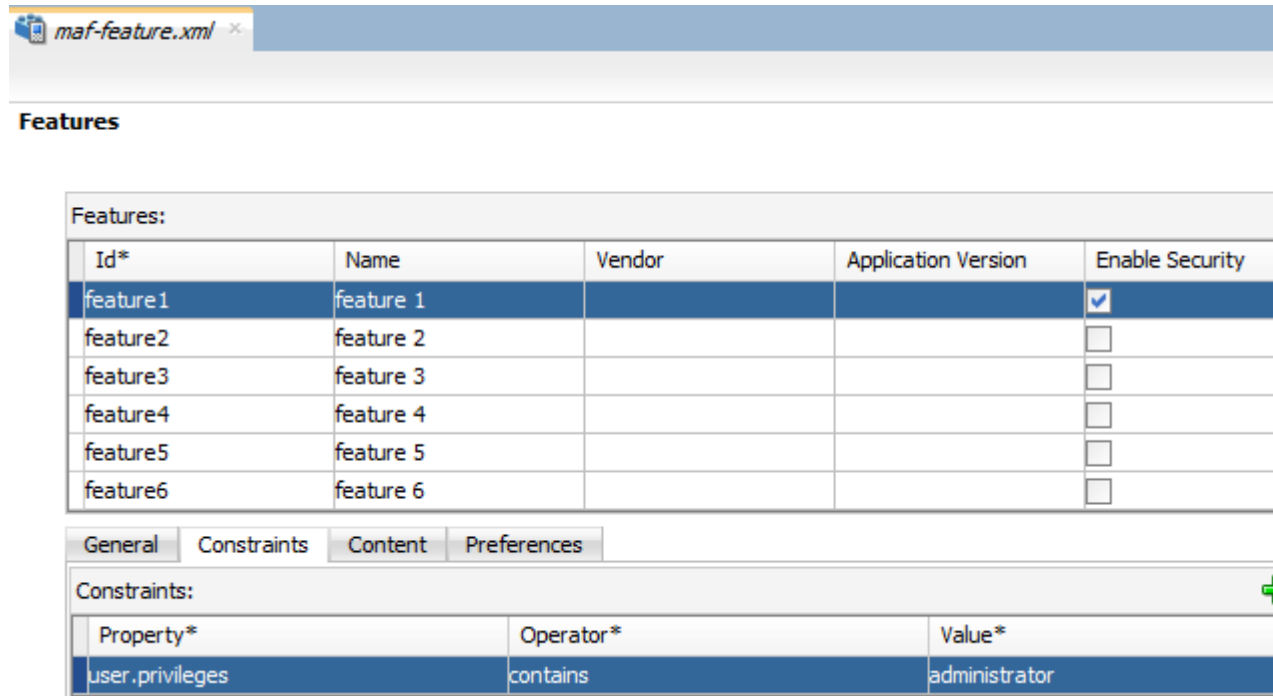 maf-feature.xml
Features
Features:
Id* Name Vendor Application Version Enable Security
feature1 feature 1
feature2 feature 2
feature3 feature 3
feature4 feature 4
feature5 feature 5
feature6 feature 6
General Constraints Content Preferences
Constraints:
Property* Operator* Value*
user.privileges contains administrator